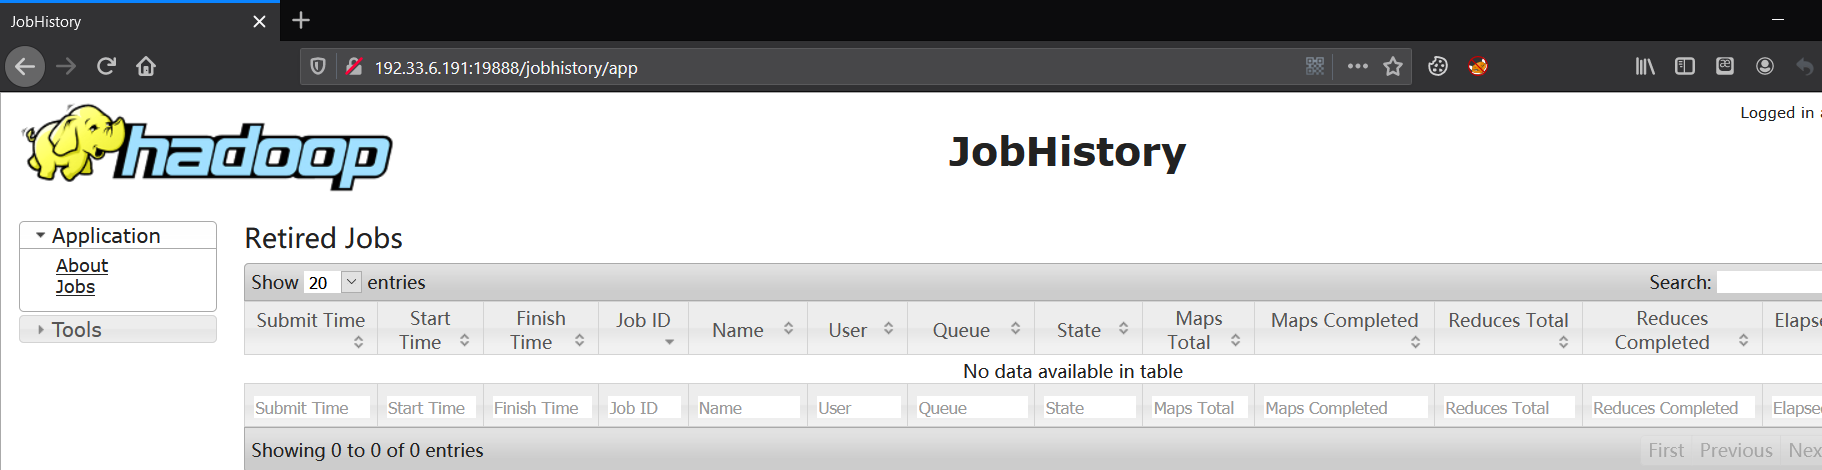 JobHistory
192.33.6.191:19888/jobhistory/app
Logged in
hadoop
JobHistory
Application
About
Jobs
Tools
Retired Jobs
Show 20 entries
Search:
Submit Time Start Time Finish Time Job ID Name User Queue State Maps Total Maps Completed Reduces Total Reduces Completed Elapse
No data available in table
Submit Time Start Time Finish Time Job ID Name User Queue State Maps Total Maps Completed Reduces Total Reduces Completed Elapse
Showing 0 to 0 of 0 entries
First Previous Nex